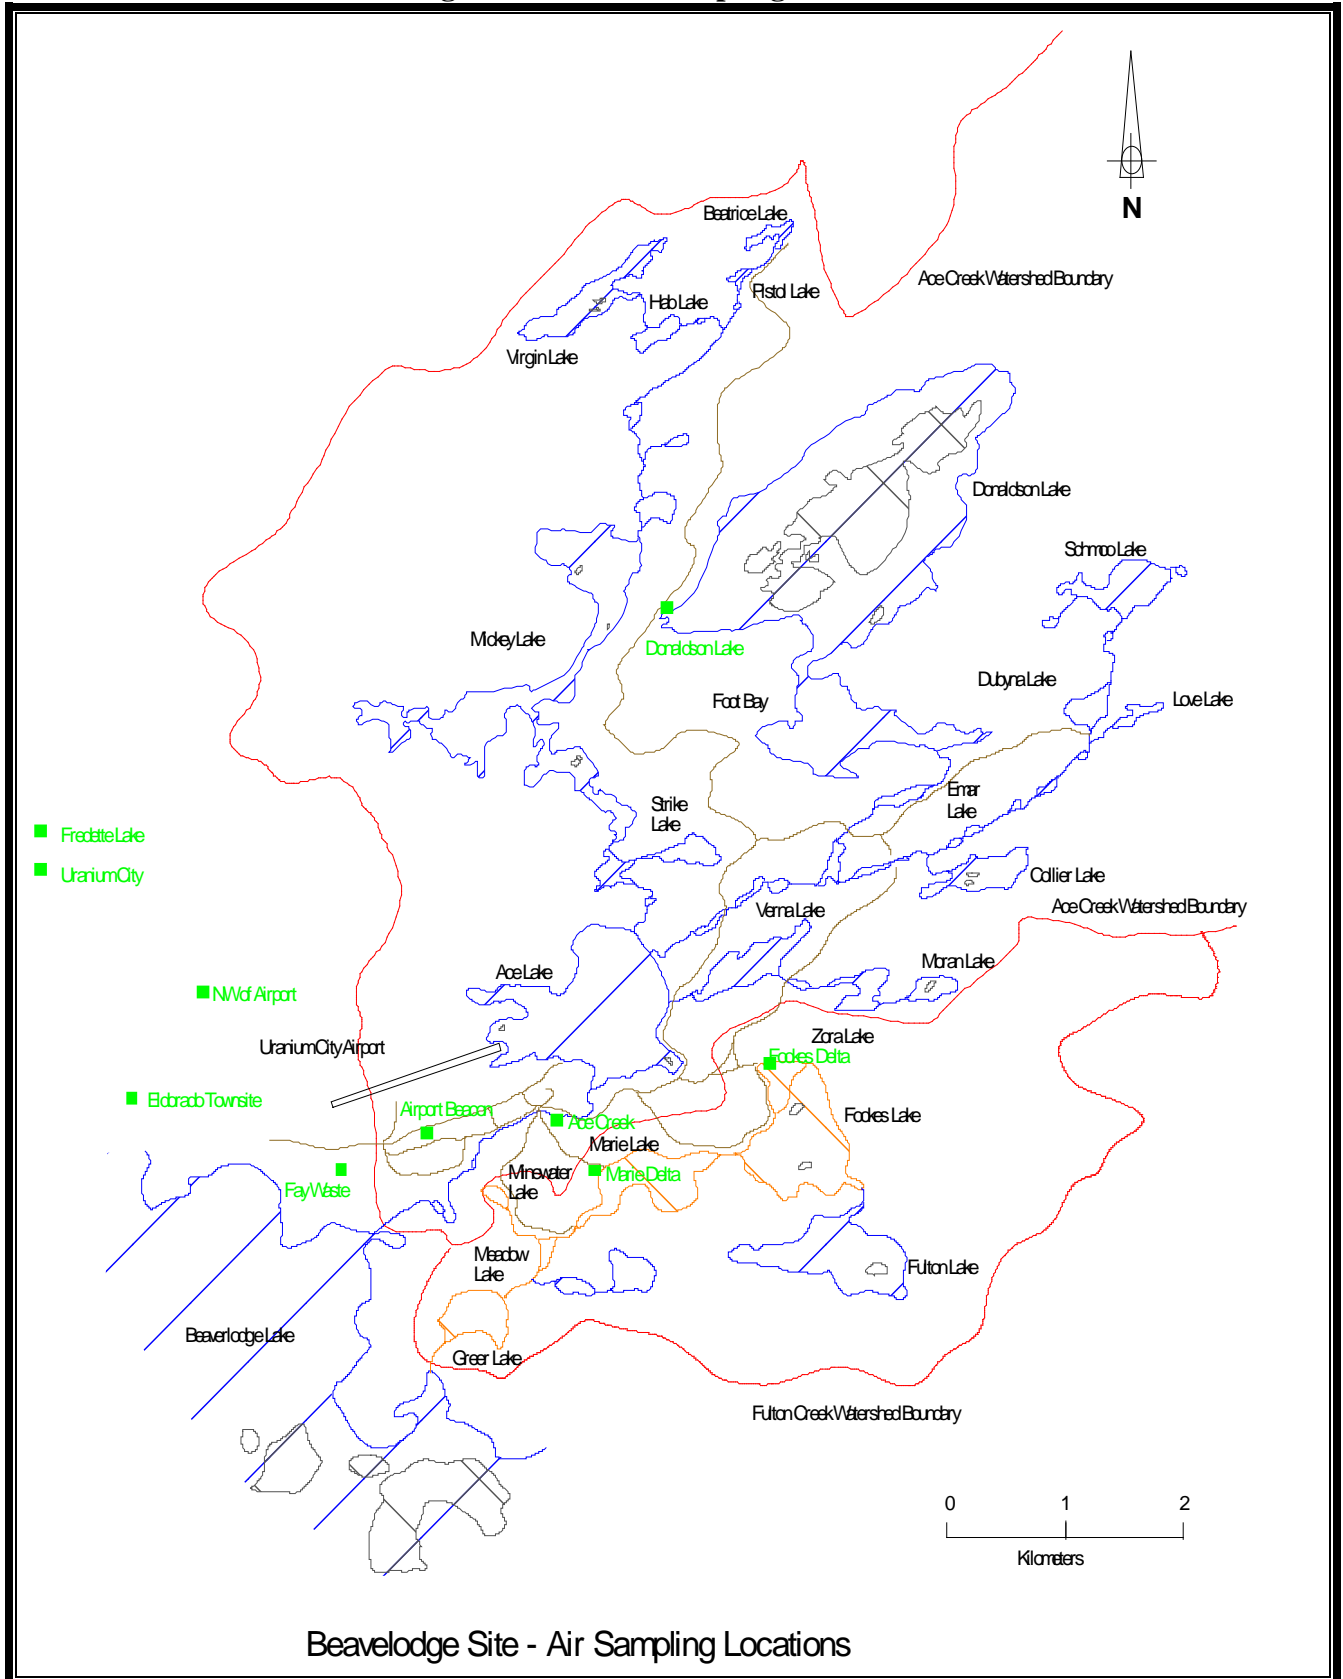 N
Beatrice Lake
Ace Creek Watershed Boundary
Pistol Lake
Hab Lake
Virgin Lake
Donaldson Lake
Schmoo Lake
Mickey Lake
Donaldson Lake
Dubyna Lake
Foot Bay
Love Lake
Emar
Lake
Strike
Lake
Fredette Lake
Uranium City
Collier Lake
Verna Lake
Ace Creek Watershed Boundary
Moran Lake
Ace Lake
NW of Airport
Zora Lake
Uranium City Airport
Fookes Delta
Eldorado Townsite
Airport Beacon
Ace Creek
Fookes Lake
Marie Lake
Minewater
Lake
Marie Delta
Fay Waste
Meadow
Lake
Fulton Lake
Beaverlodge Lake
Greer Lake
Fulton Creek Watershed Boundary
0 1 2
Kilometers
Beavelodge Site - Air Sampling Locations